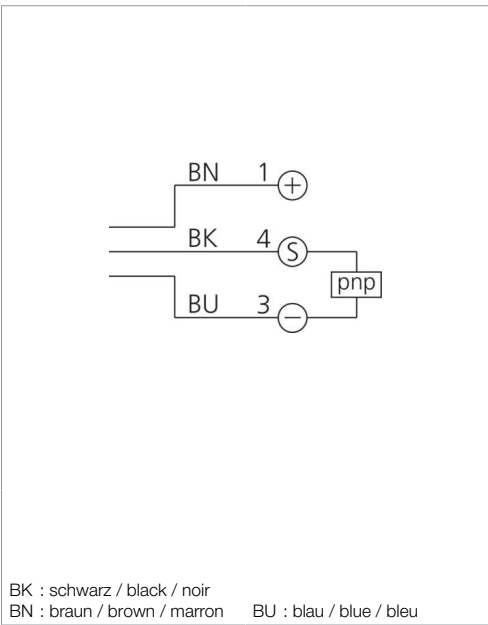 BN 1 +
BK 4 S
pnp
BU 3 −
BK : schwarz / black / noir
BN : braun / brown / marron BU : blau / blue / bleu